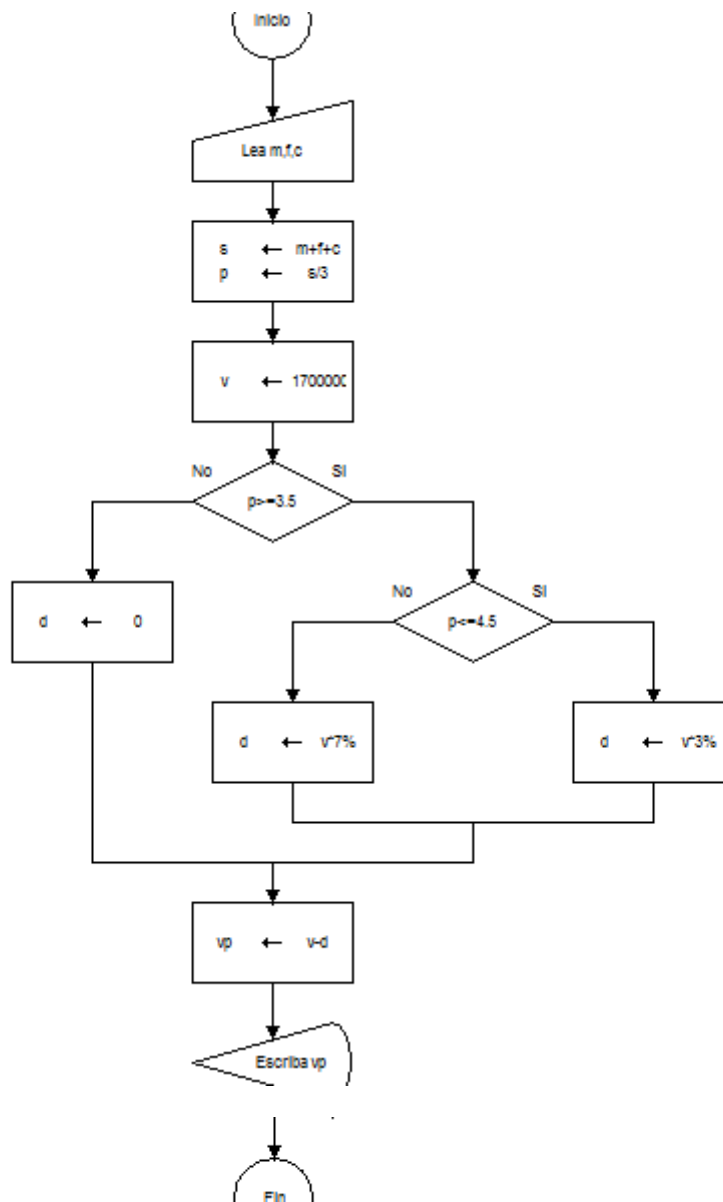 Inicio
Lea m,f,c
s ← m+f+c
p ← s/3
v ← 1700000
No
SI
p>=3.5
d ← 0
No
SI
p<=4.5
d ← v*7%
d ← v*3%
vp ← v-d
Escriba vp
Fin